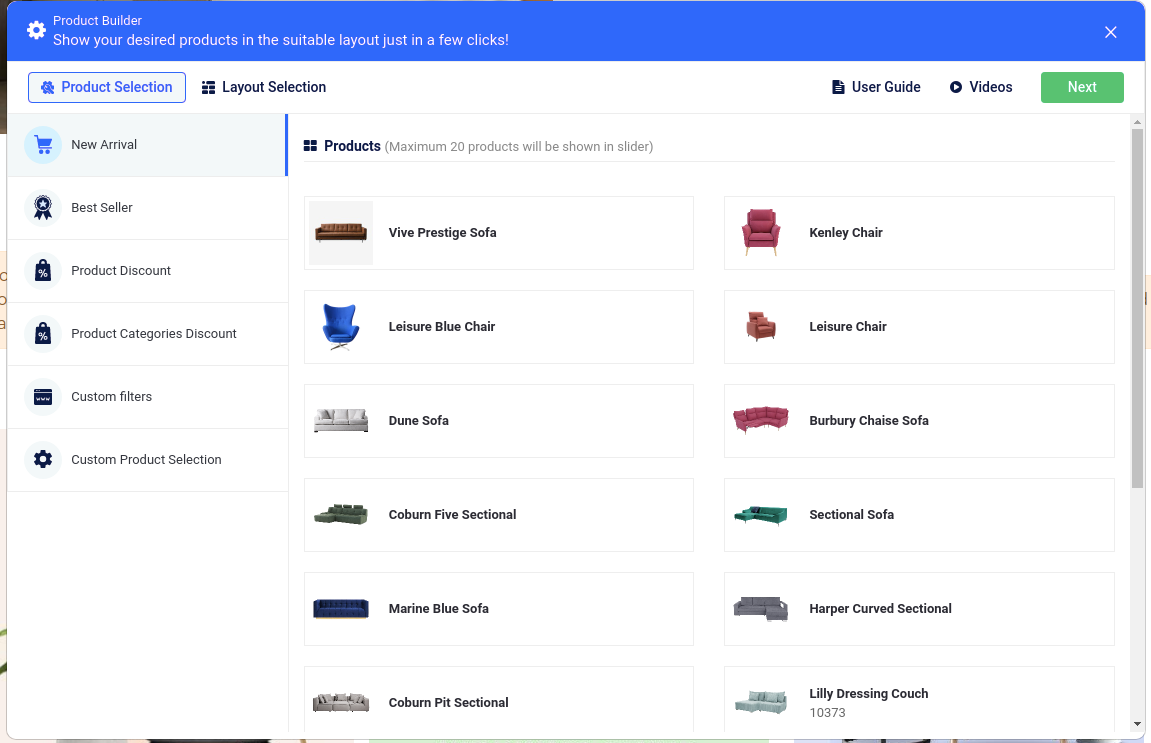 Product Builder
Show your desired products in the suitable layout just in a few clicks!
Product Selection
Layout Selection
User Guide
Videos
Next
New Arrival
Best Seller
Product Discount
Product Categories Discount
Custom filters
Custom Product Selection
Products (Maximum 20 products will be shown in slider)
Vive Prestige Sofa
Kenley Chair
Leisure Blue Chair
Leisure Chair
Dune Sofa
Burbury Chaise Sofa
Coburn Five Sectional
Sectional Sofa
Marine Blue Sofa
Harper Curved Sectional
Coburn Pit Sectional
Lilly Dressing Couch
10373